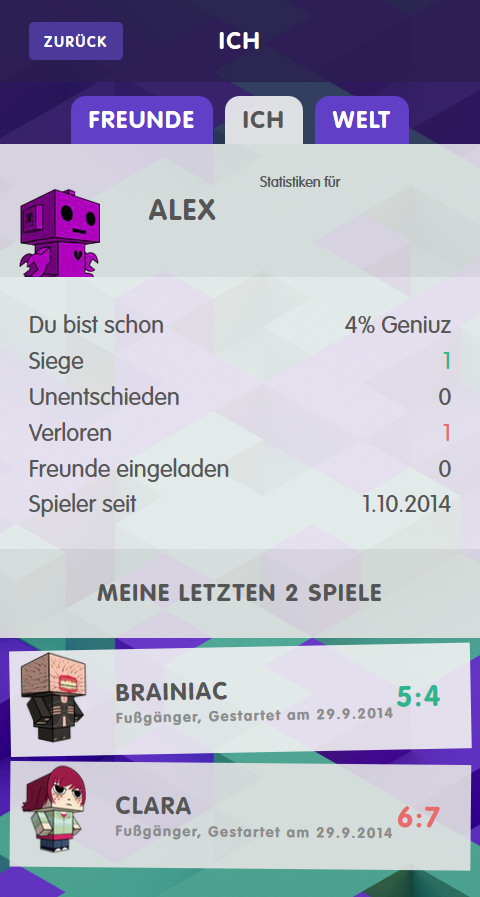 ZURÜCK
ICH
FREUNDE
ICH
WELT
Statistiken für
ALEX
Du bist schon 4% Geniuz
Siege 1
Unentschieden 0
Verloren 1
Freunde eingeladen 0
Spieler seit 1.10.2014
MEINE LETZTEN 2 SPIELE
BRAINIAC
Fußgänger, Gestartet am 29.9.2014
5:4
CLARA
Fußgänger, Gestartet am 29.9.2014
6:7